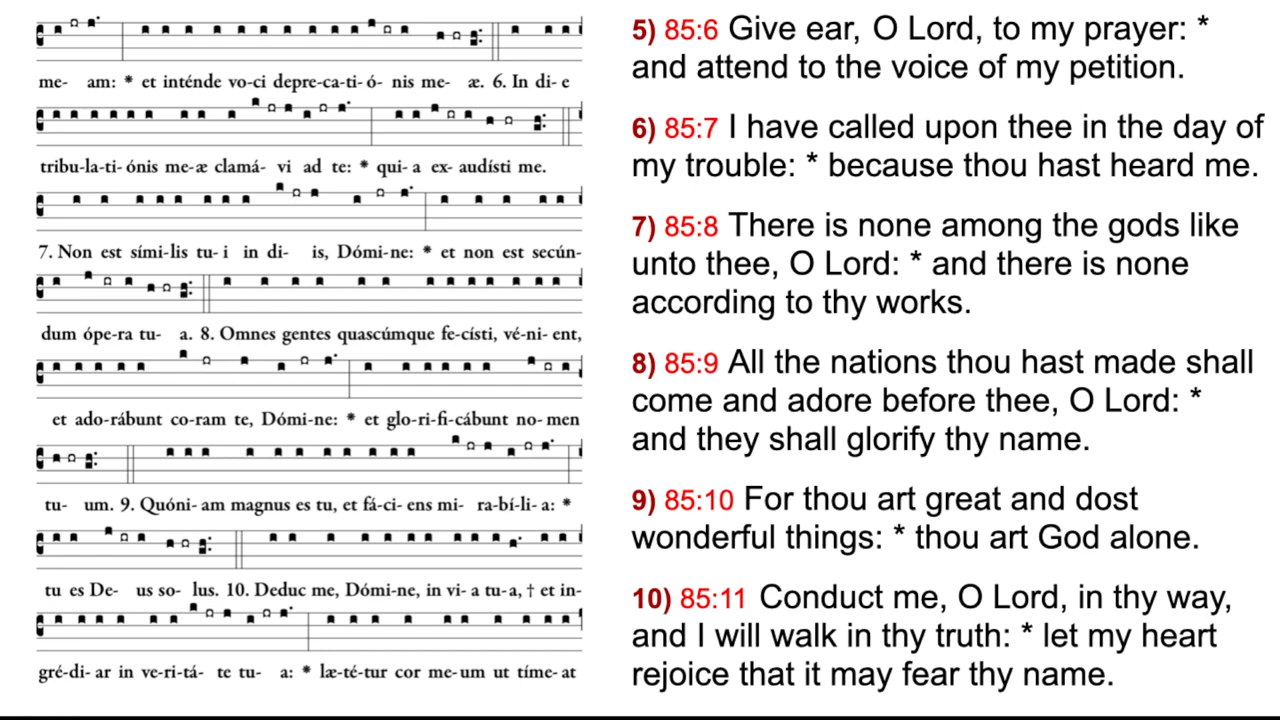 me- am: * et inténde vo-ci depre-ca-ti-ó- nis me- æ. 6. In di- e
tribu-la-ti-ónis me-æ clamá- vi ad te: * qui-a ex- audísti me.
7. Non est sími-lis tu- i in di- is, Dómi-ne: * et non est secún-
dum ópe-ra tu- a. 8. Omnes gentes quascúmque fe-císti, vé-ni-ent,
et ado-rábunt co-ram te, Dómi-ne: * et glo-ri-fi-cábunt no-men
tu- um. 9. Quóni- am magnus es tu, et fá-ci- ens mi- ra-bí-li- a: *
tu es De- us so- lus. 10. Deduc me, Dómi-ne, in vi- a tu-a, † et in-
gré-di- ar in ve-ri-tá- te tu- a: * læ-té-tur cor me-um ut tíme-at
5) 85:6 Give ear, O Lord, to my prayer: *
and attend to the voice of my petition.
6) 85:7 I have called upon thee in the day of
my trouble: * because thou hast heard me.
7) 85:8 There is none among the gods like
unto thee, O Lord: * and there is none
according to thy works.
8) 85:9 All the nations thou hast made shall
come and adore before thee, O Lord: *
and they shall glorify thy name.
9) 85:10 For thou art great and dost
wonderful things: * thou art God alone.
10) 85:11 Conduct me, O Lord, in thy way,
and I will walk in thy truth: * let my heart
rejoice that it may fear thy name.